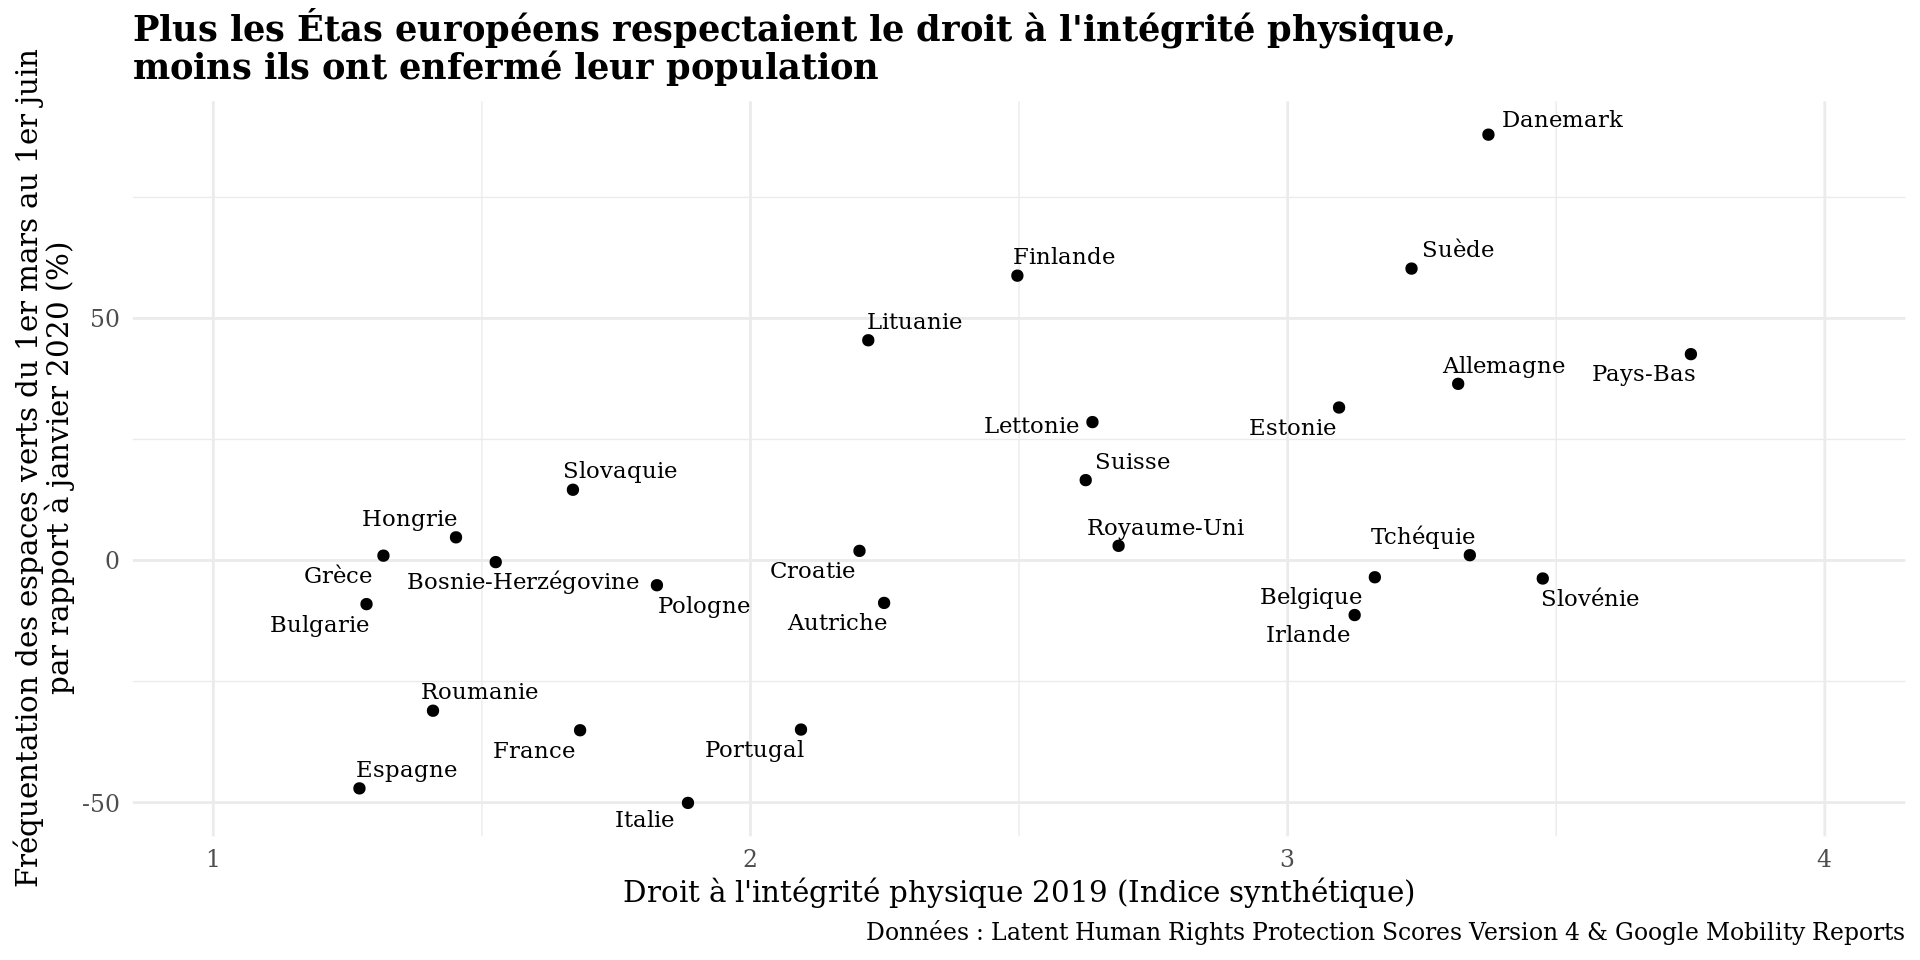 Plus les Étas européens respectaient le droit à l'intégrité physique,
moins ils ont enfermé leur population
Fréquentation des espaces verts du 1er mars au 1er juin
par rapport à janvier 2020 (%)
50
0
-50
Danemark
Finlande
Suède
Lituanie
Allemagne
Pays-Bas
Lettonie
Estonie
Suisse
Slovaquie
Hongrie
Royaume-Uni
Tchéquie
Grèce
Bosnie-Herzégovine
Croatie
Pologne
Belgique
Slovénie
Bulgarie
Autriche
Irlande
Roumanie
France
Portugal
Espagne
Italie
1
2
3
4
Droit à l'intégrité physique 2019 (Indice synthétique)
Données : Latent Human Rights Protection Scores Version 4 & Google Mobility Reports